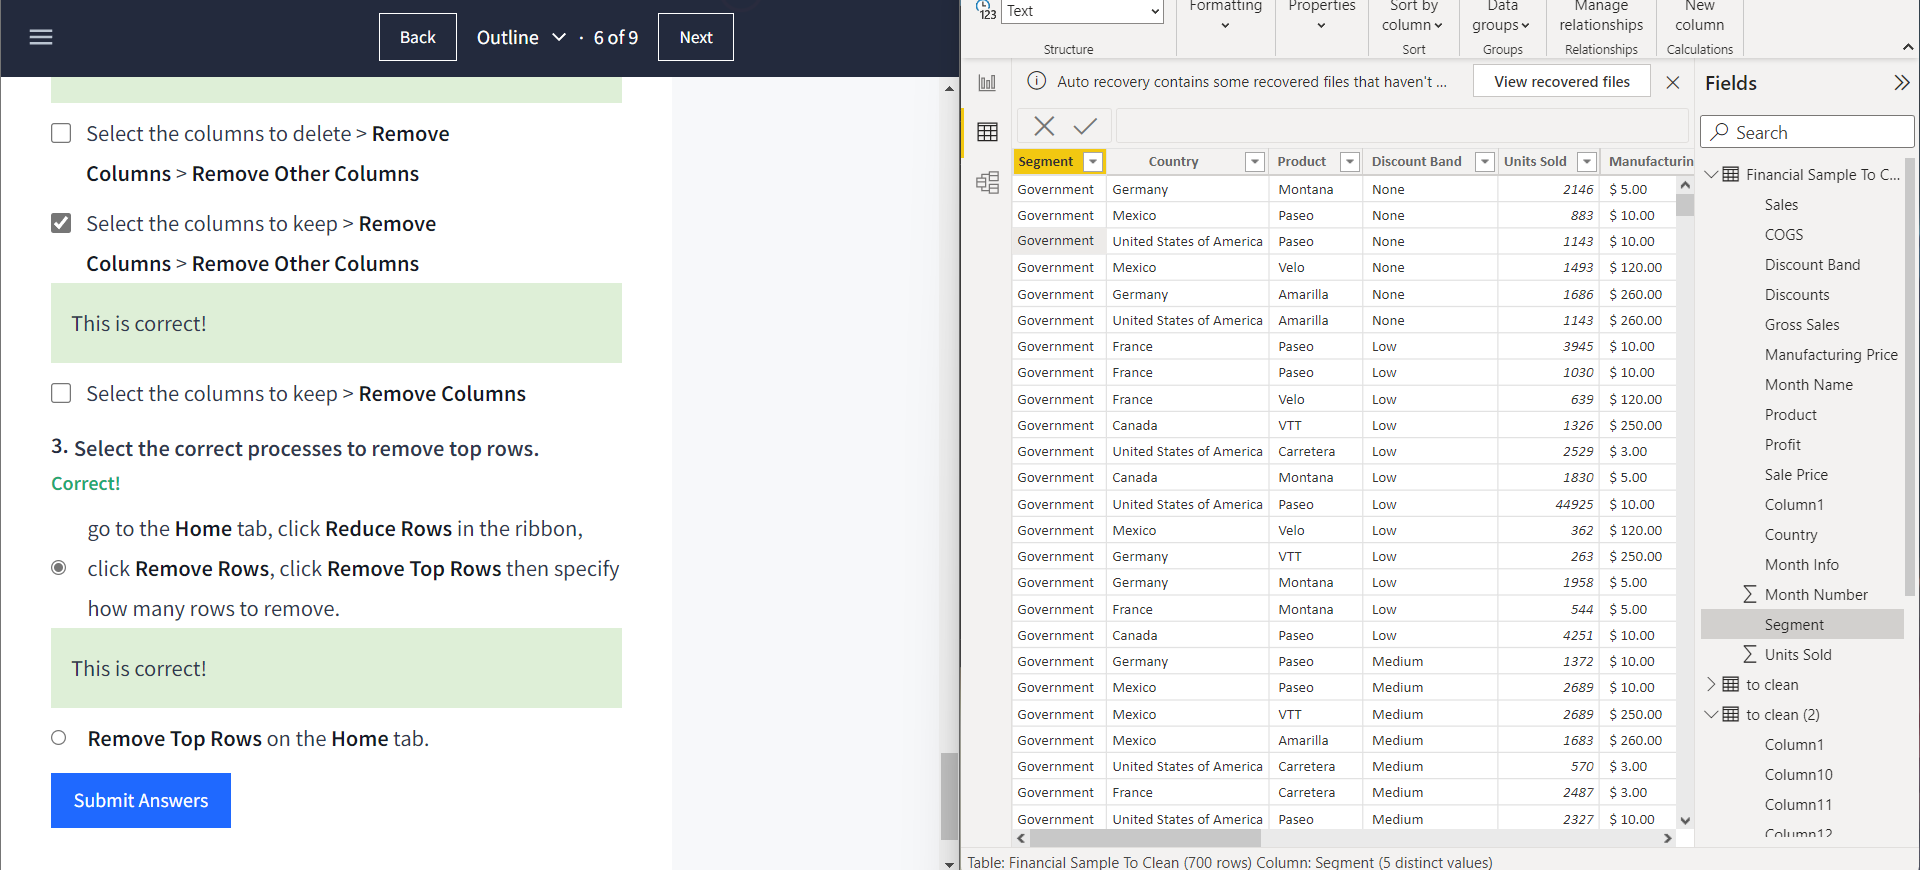 Back
Outline
· 6 of 9
Next
Select the columns to delete > Remove
Columns > Remove Other Columns
Select the columns to keep > Remove
Columns > Remove Other Columns
This is correct!
Select the columns to keep > Remove Columns
3. Select the correct processes to remove top rows.
Correct!
go to the Home tab, click Reduce Rows in the ribbon,
click Remove Rows, click Remove Top Rows then specify
how many rows to remove.
This is correct!
Remove Top Rows on the Home tab.
Submit Answers
123 Text
Structure
Formatting
Properties
Sort by
column
Sort
Data
groups
Groups
Manage
relationships
Relationships
New
column
Calculations
Auto recovery contains some recovered files that haven't ...
View recovered files
Segment Country Product Discount Band Units Sold Manufacturin
Government Germany Montana None 2146 $ 5.00
Government Mexico Paseo None 883 $ 10.00
Government United States of America Paseo None 1143 $ 10.00
Government Mexico Velo None 1493 $ 120.00
Government Germany Amarilla None 1686 $ 260.00
Government United States of America Amarilla None 1143 $ 260.00
Government France Paseo Low 3945 $ 10.00
Government France Paseo Low 1030 $ 10.00
Government France Velo Low 639 $ 120.00
Government Canada VTT Low 1326 $ 250.00
Government United States of America Carretera Low 2529 $ 3.00
Government Canada Montana Low 1830 $ 5.00
Government United States of America Paseo Low 44925 $ 10.00
Government Mexico Velo Low 362 $ 120.00
Government Germany VTT Low 263 $ 250.00
Government Germany Montana Low 1958 $ 5.00
Government France Montana Low 544 $ 5.00
Government Canada Paseo Low 4251 $ 10.00
Government Germany Paseo Medium 1372 $ 10.00
Government Mexico Paseo Medium 2689 $ 10.00
Government Mexico VTT Medium 2689 $ 250.00
Government Mexico Amarilla Medium 1683 $ 260.00
Government United States of America Carretera Medium 570 $ 3.00
Government France Carretera Medium 2487 $ 3.00
Government United States of America Paseo Medium 2327 $ 10.00
Table: Financial Sample To Clean (700 rows) Column: Segment (5 distinct values)
Fields
Search
Financial Sample To C...
Sales
COGS
Discount Band
Discounts
Gross Sales
Manufacturing Price
Month Name
Product
Profit
Sale Price
Column1
Country
Month Info
Month Number
Segment
Units Sold
to clean
to clean (2)
Column1
Column10
Column11
Column12